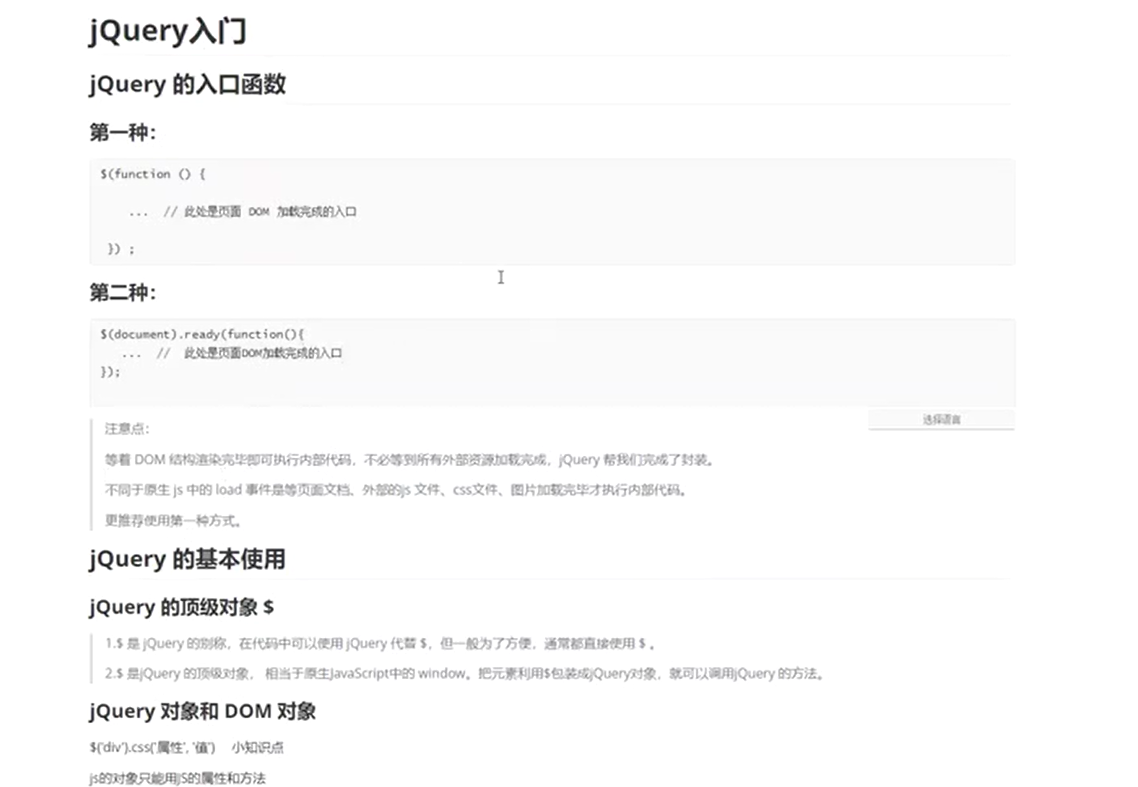 jQuery入门
jQuery 的入口函数
第一种：
$(function () {
... // 此处是页面 DOM 加载完成的入口
}) ;
第二种：
$(document).ready(function(){
... // 此处是页面DOM加载完成的入口
});
选择语言
注意点：
等着 DOM 结构渲染完毕即可执行内部代码，不必等到所有外部资源加载完成，jQuery 帮我们完成了封装。
不同于原生 js 中的 load 事件是等页面文档、外部的js 文件、css文件、图片加载完毕才执行内部代码。
更推荐使用第一种方式。
jQuery 的基本使用
jQuery 的顶级对象 $
1.$ 是 jQuery 的别称，在代码中可以使用 jQuery 代替 $，但一般为了方便，通常都直接使用 $ 。
2.$ 是jQuery 的顶级对象， 相当于原生JavaScript中的 window。把元素利用$包装成jQuery对象，就可以调用jQuery 的方法。
jQuery 对象和 DOM 对象
$('div').css('属性', '值') 小知识点
js的对象只能用JS的属性和方法